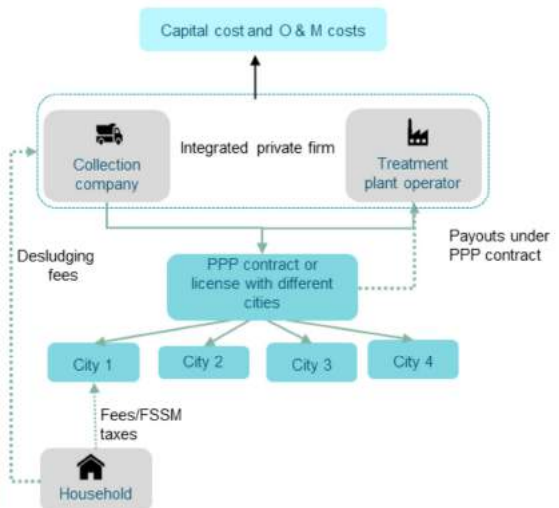 Capital cost and O & M costs
Collection
company
Integrated private firm
Treatment
plant operator
Desludging
fees
Payouts under
PPP contract
PPP contract or
license with different
cities
City 1
City 2
City 3
City 4
Fees/FSSM
taxes
Household